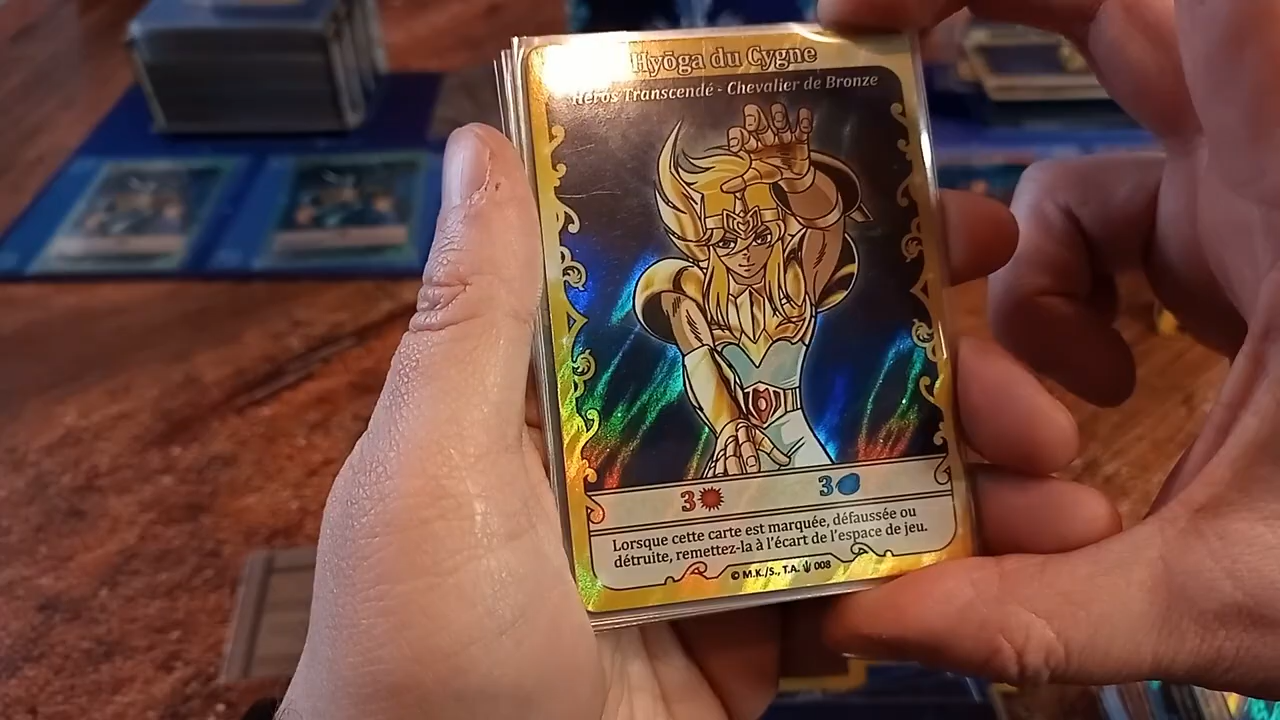 Hyōga du Cygne
Héros Transcendé - Chevalier de Bronze
3 3
Lorsque cette carte est marquée, défaussée ou
détruite, remettez-la à l'écart de l'espace de jeu.
© M.K./S., T.A. 008